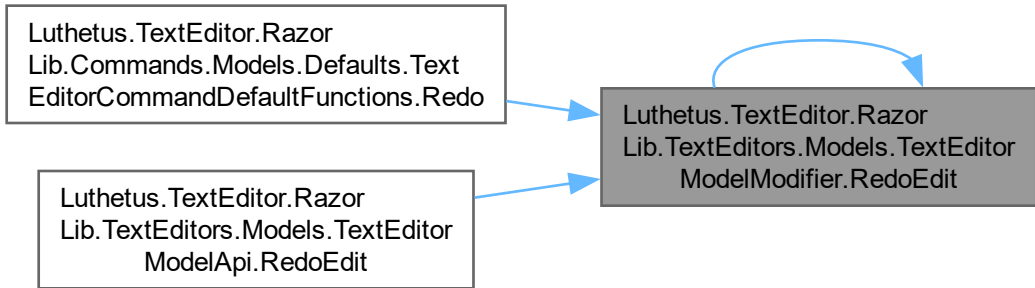 Luthetus.TextEditor.Razor
Lib.Commands.Models.Defaults.Text
EditorCommandDefaultFunctions.Redo
Luthetus.TextEditor.Razor
Lib.TextEditors.Models.TextEditor
ModelApi.RedoEdit
Luthetus.TextEditor.Razor
Lib.TextEditors.Models.TextEditor
ModelModifier.RedoEdit